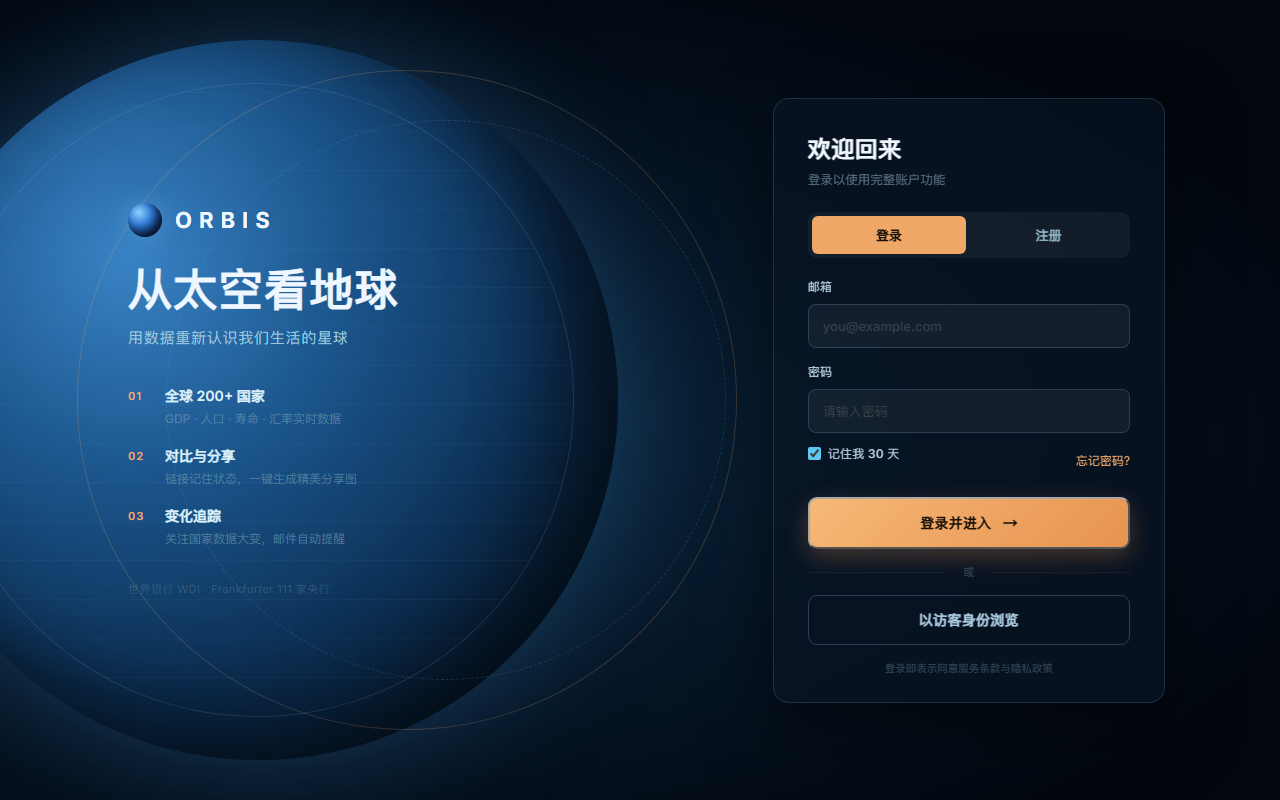 ORBIS
从太空看地球
用数据重新认识我们生活的星球
01 全球 200+ 国家
GDP · 人口 · 寿命 · 汇率实时数据
02 对比与分享
链接记住状态，一键生成精美分享图
03 变化追踪
关注国家数据大变，邮件自动提醒
世界银行 WDI · Frankfurter 111 家央行
欢迎回来
登录以使用完整账户功能
登录 注册
邮箱
you@example.com
密码
请输入密码
记住我 30 天 忘记密码?
登录并进入 →
或
以访客身份浏览
登录即表示同意服务条款与隐私政策